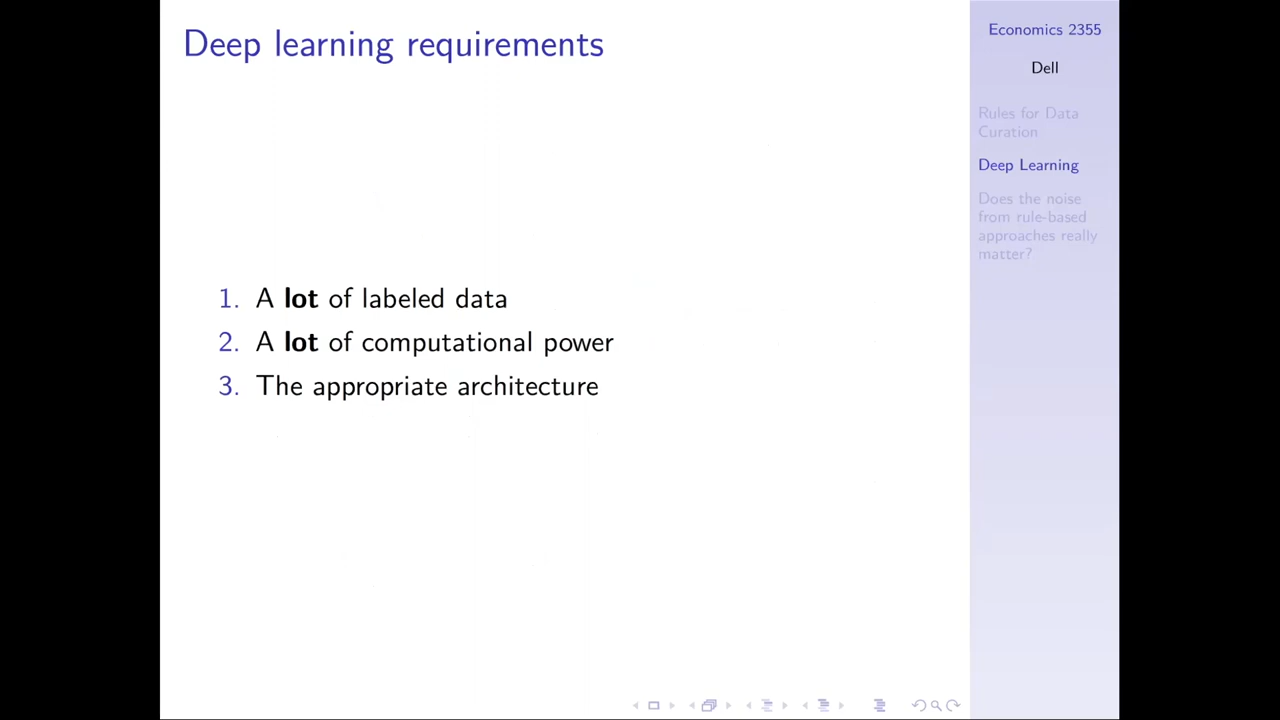 Deep learning requirements
1. A lot of labeled data
2. A lot of computational power
3. The appropriate architecture
Economics 2355
Dell
Rules for Data
Curation
Deep Learning
Does the noise
from rule-based
approaches really
matter?